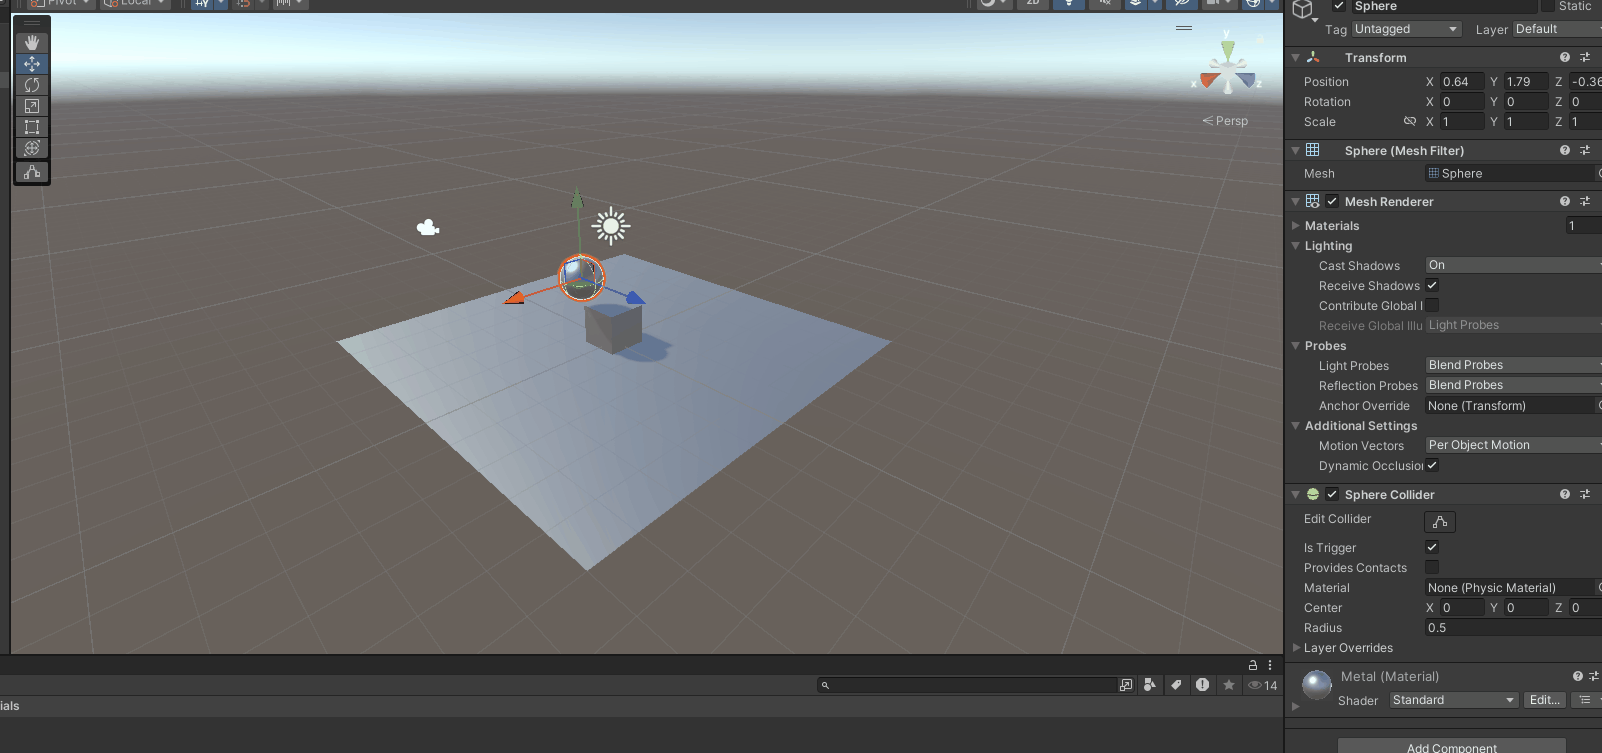 Pivot
Local
2D
y
x
z
Persp
14
ials
Sphere
Static
Tag Untagged Layer Default
Transform
Position X 0.64 Y 1.79 Z -0.36
Rotation X 0 Y 0 Z 0
Scale X 1 Y 1 Z 1
Sphere (Mesh Filter)
Mesh Sphere
Mesh Renderer
Materials 1
Lighting
Cast Shadows On
Receive Shadows
Contribute Global I
Receive Global Illu Light Probes
Probes
Light Probes Blend Probes
Reflection Probes Blend Probes
Anchor Override None (Transform)
Additional Settings
Motion Vectors Per Object Motion
Dynamic Occlusion
Sphere Collider
Edit Collider
Is Trigger
Provides Contacts
Material None (Physic Material)
Center X 0 Y 0 Z 0
Radius 0.5
Layer Overrides
Metal (Material)
Shader Standard Edit...
Add Component